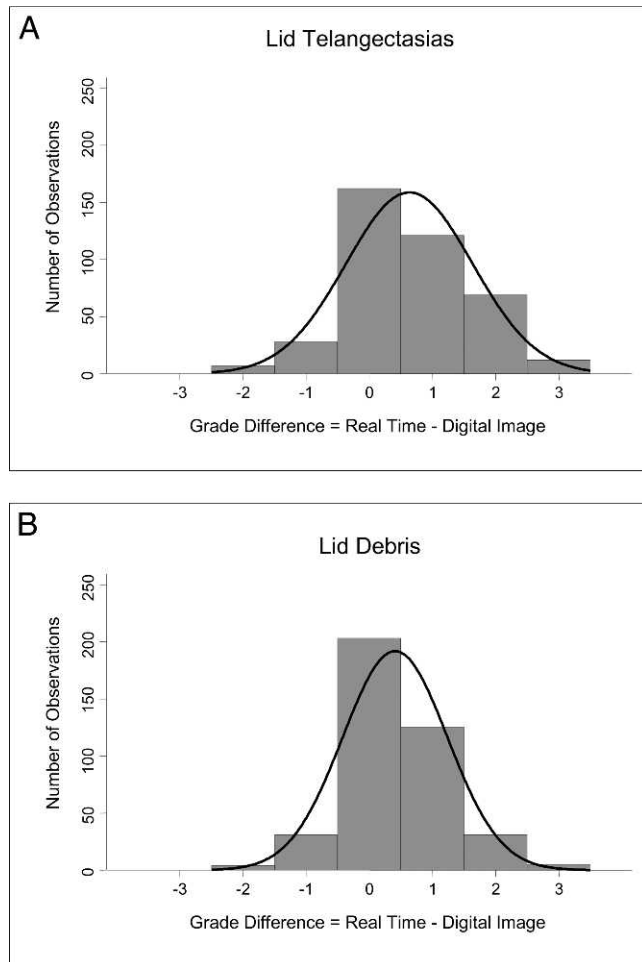 A
Lid Telangectasias
Number of Observations
250
200
150
100
50
0
-3 -2 -1 0 1 2 3
Grade Difference = Real Time - Digital Image
B
Lid Debris
Number of Observations
250
200
150
100
50
0
-3 -2 -1 0 1 2 3
Grade Difference = Real Time - Digital Image